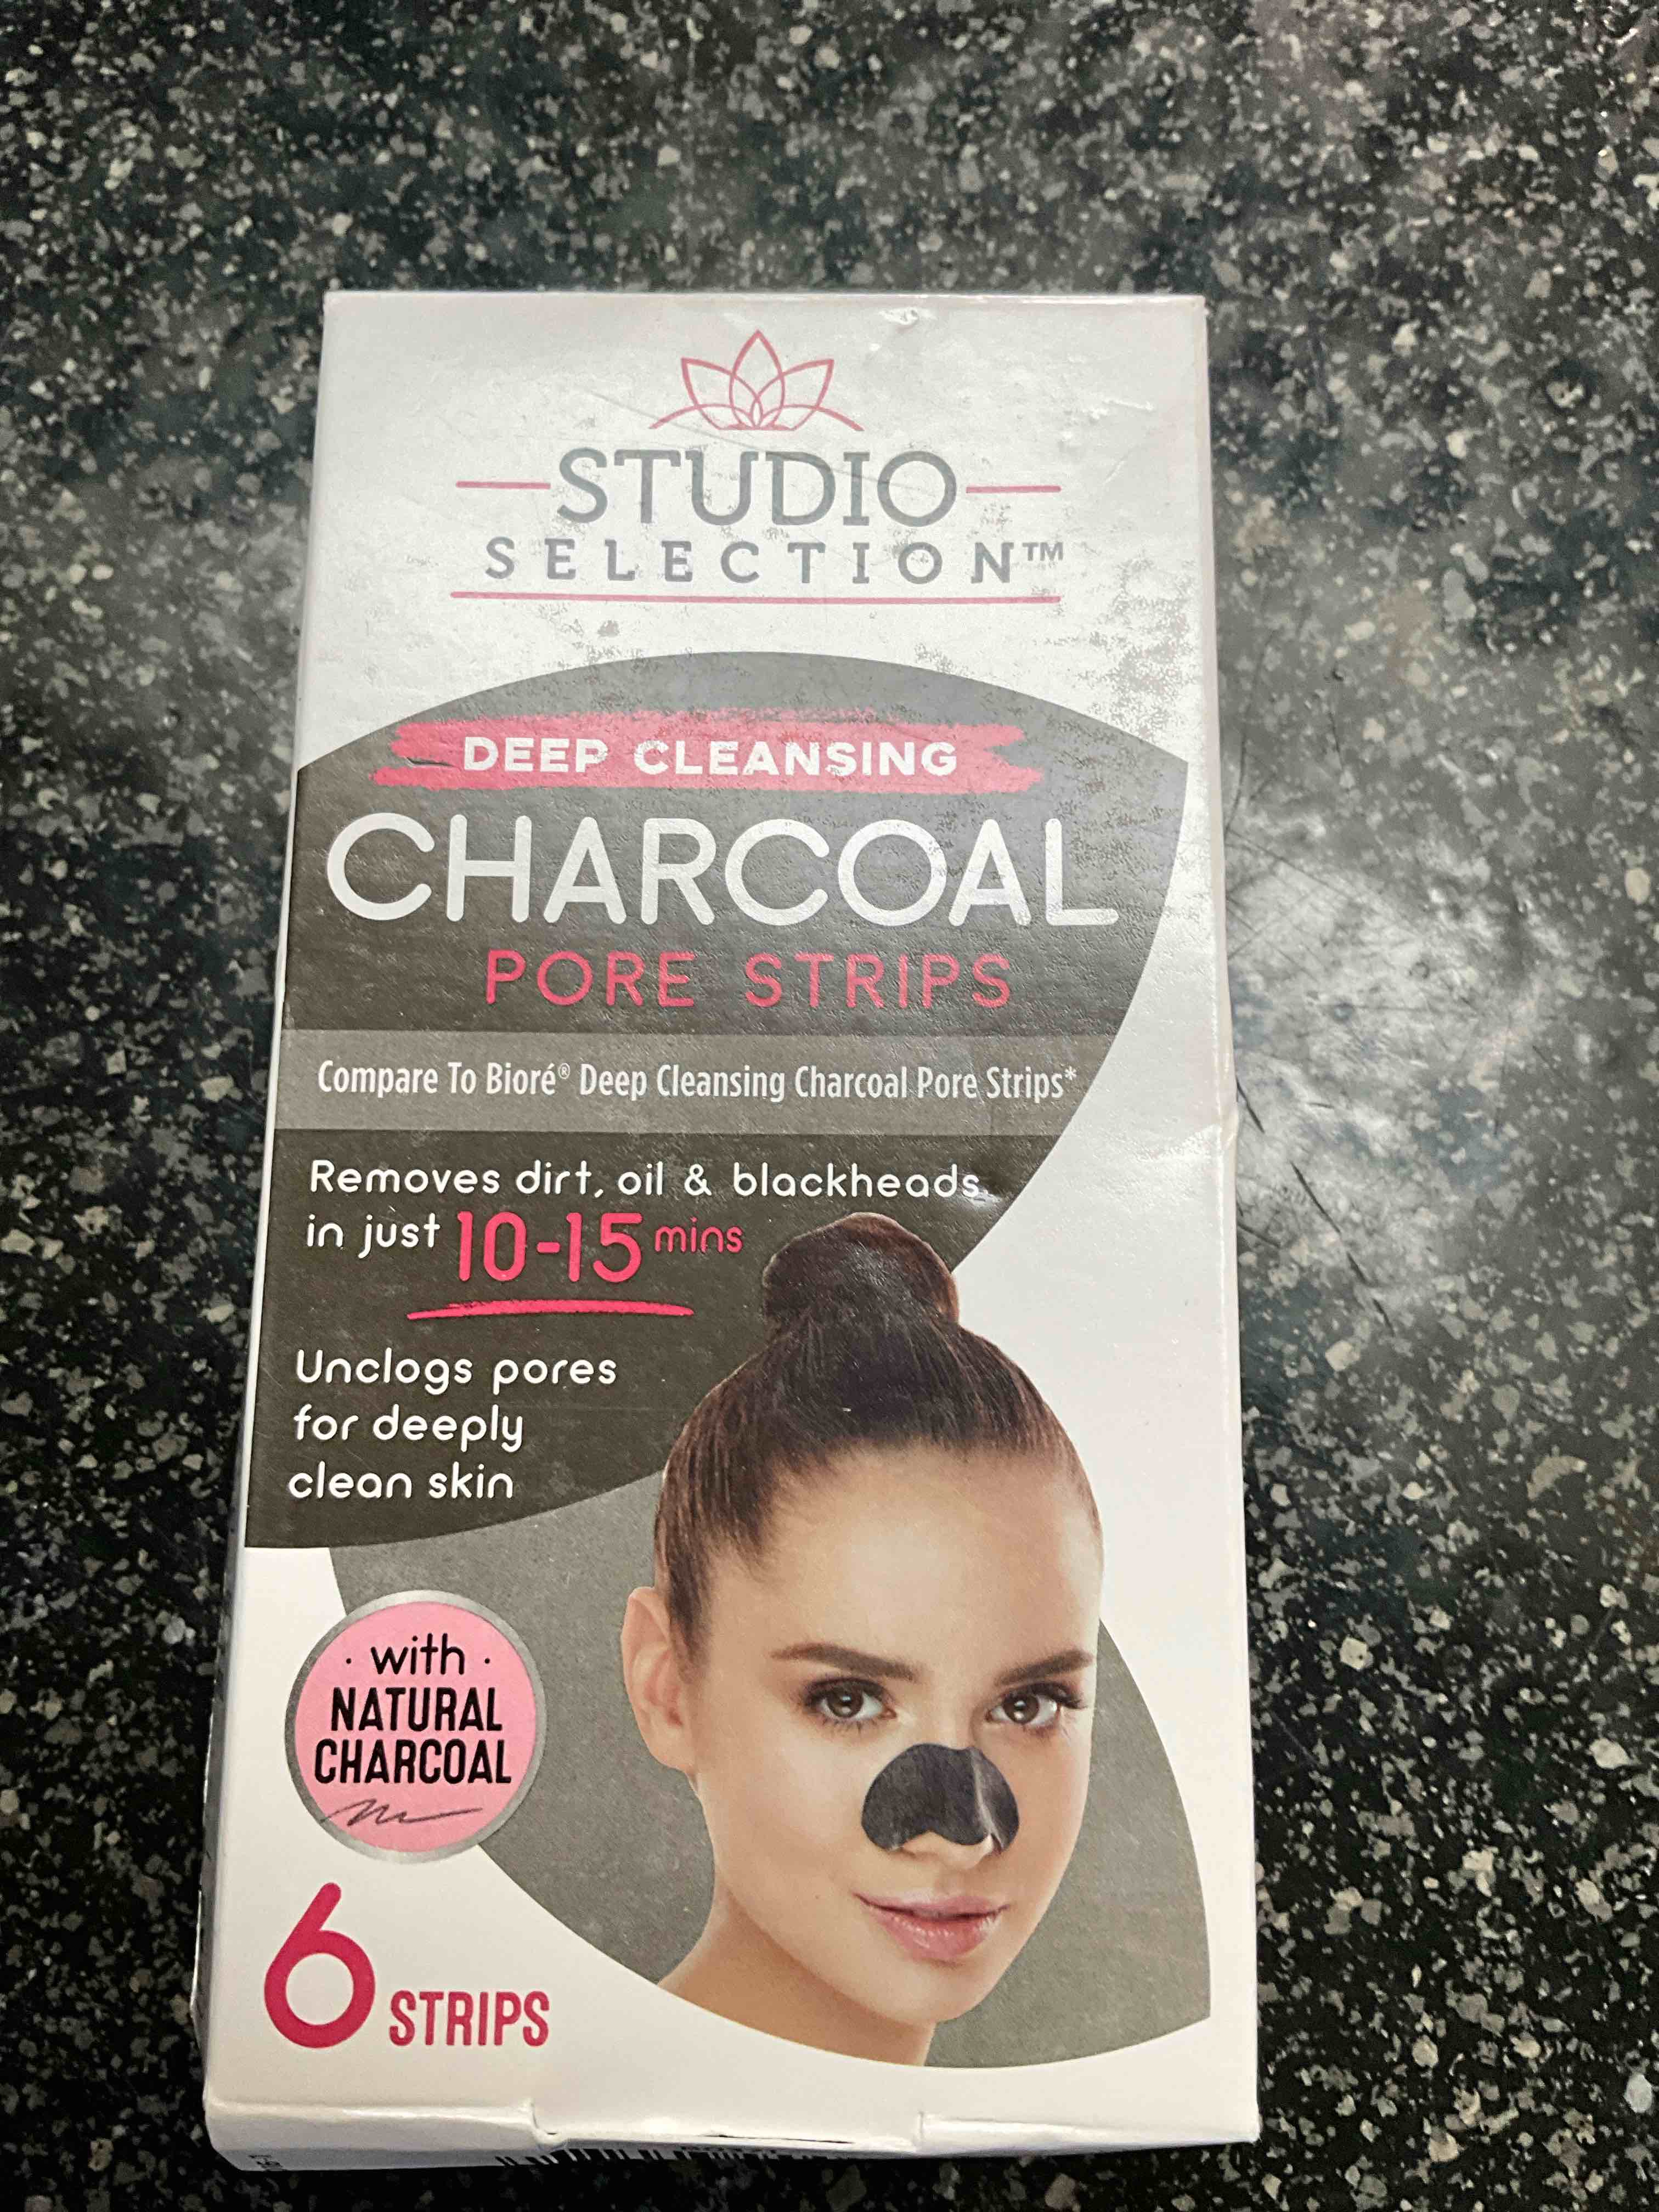 STUDIO
SELECTION™
DEEP CLEANSING
CHARCOAL
PORE STRIPS
Compare To Bioré® Deep Cleansing Charcoal Pore Strips*
Removes dirt, oil & blackheads
in just 10-15 mins
Unclogs pores
for deeply
clean skin
· with ·
NATURAL
CHARCOAL
6 STRIPS